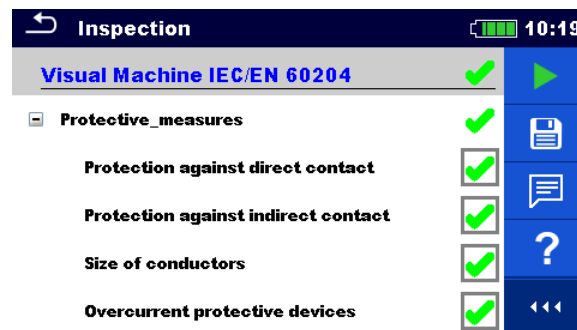 Inspection
10:19
Visual Machine IEC/EN 60204
Protective_measures
Protection against direct contact
Protection against indirect contact
Size of conductors
Overcurrent protective devices
?